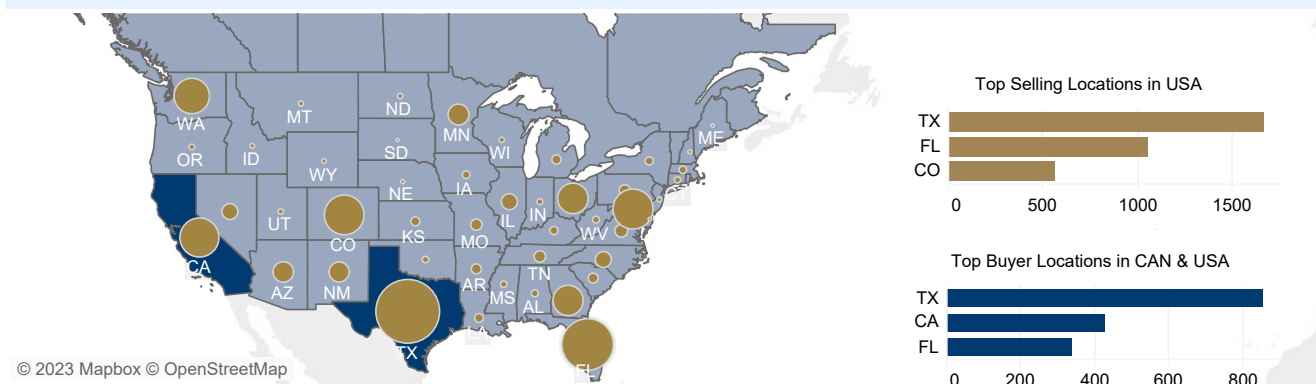 WA
MT
ND
MN
ME
OR
ID
SD
WI
WY
NE
IA
CT
UT
IL
IN
CO
KS
MO
WV
CA
TN
AZ
NM
AR
MS
AL
LA
TX
FL
© 2023 Mapbox © OpenStreetMap
Top Selling Locations in USA
TX
FL
CO
0 500 1000 1500
Top Buyer Locations in CAN & USA
TX
CA
FL
0 200 400 600 800